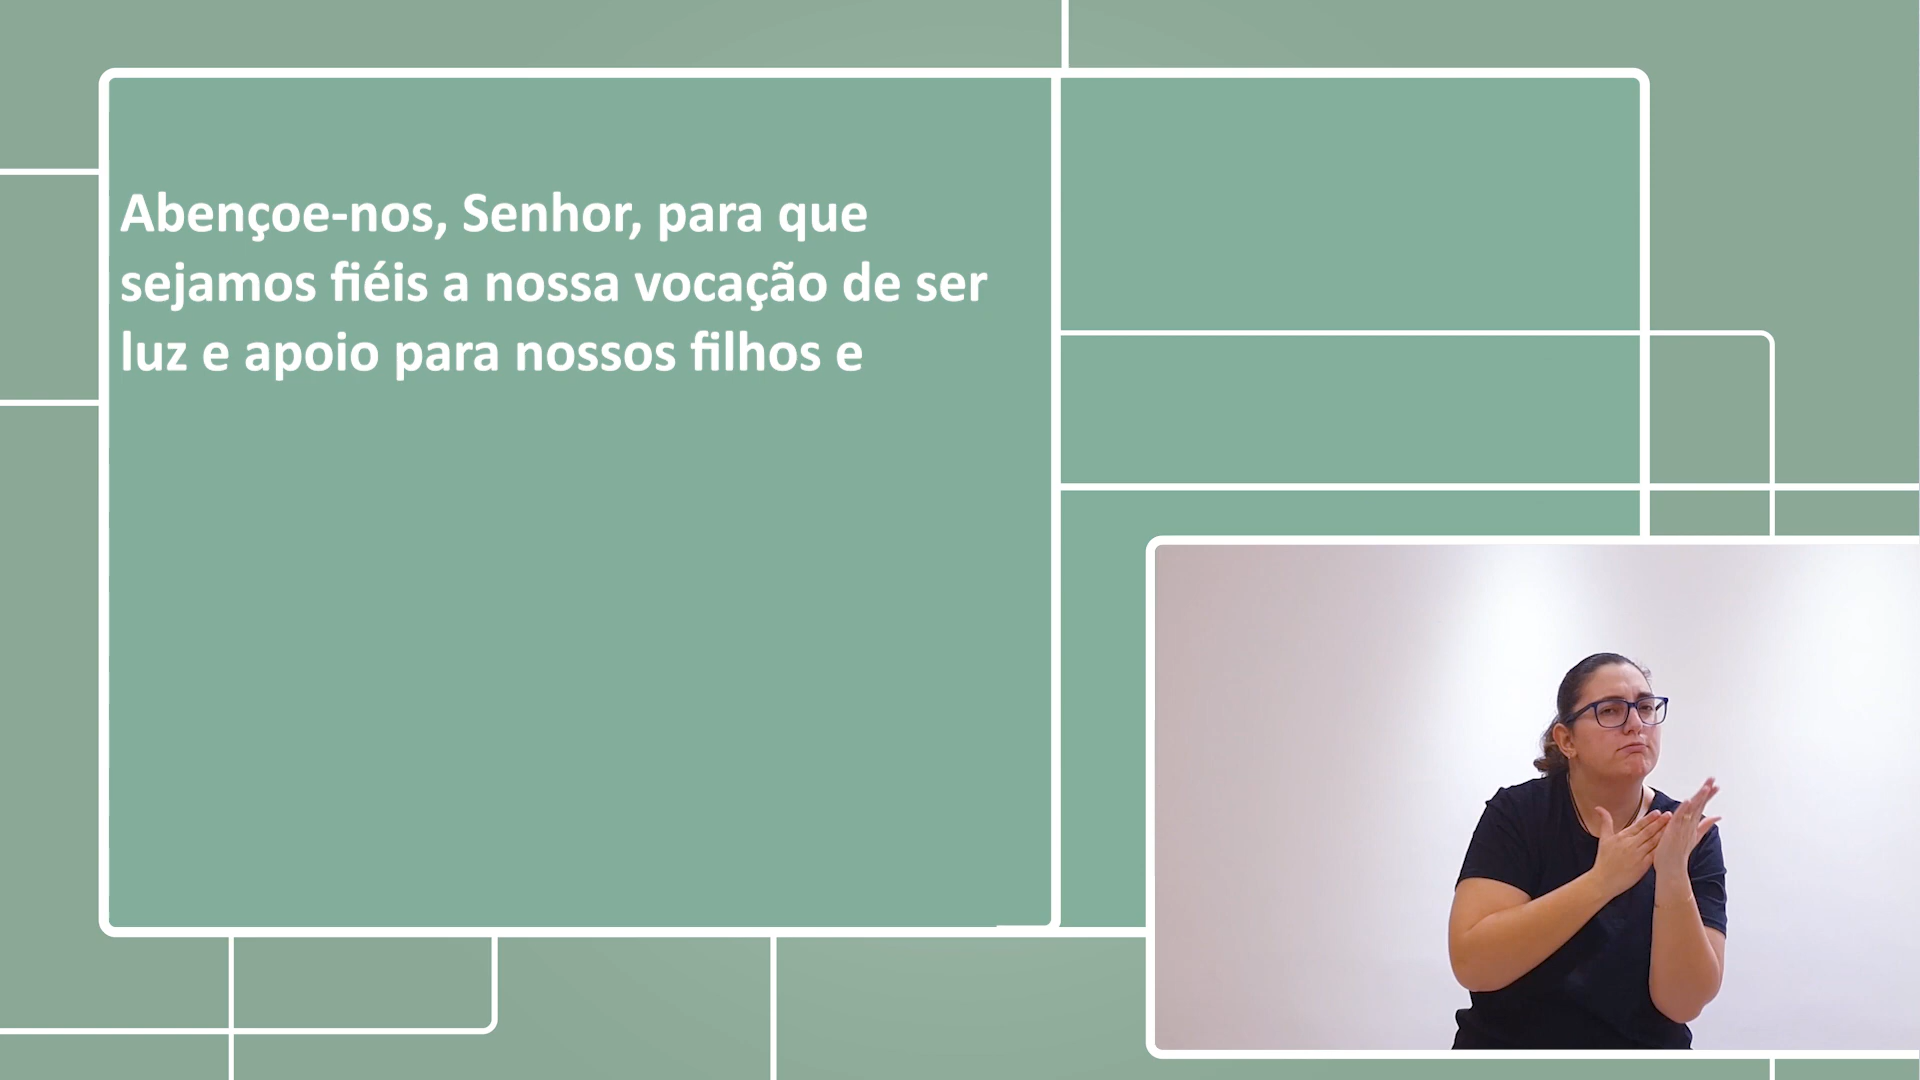 Abençoe-nos, Senhor, para que
sejamos fiéis a nossa vocação de ser
luz e apoio para nossos filhos e